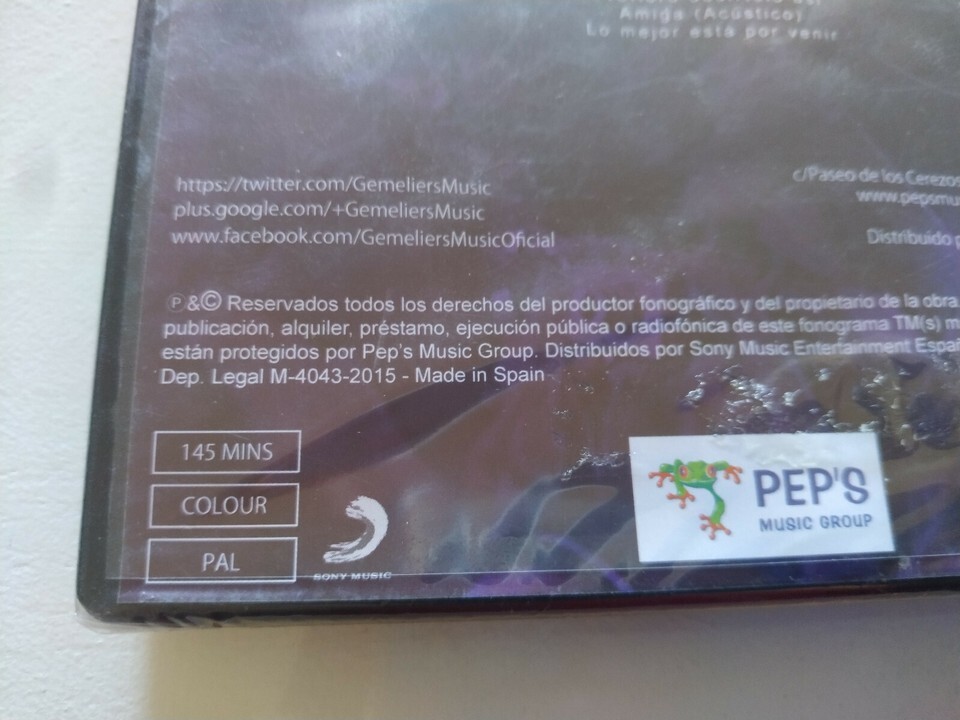 Amiga (Acústico)
Lo mejor está por venir
https://twitter.com/GemeliersMusic
plus.google.com/+GemeliersMusic
www.facebook.com/GemeliersMusicOficial
c/Paseo de los Cerezos
www.pepsmu
Distribuido p
℗&© Reservados todos los derechos del productor fonográfico y del propietario de la obra
publicación, alquiler, préstamo, ejecución pública o radiofónica de este fonograma TM(s) m
están protegidos por Pep's Music Group. Distribuidos por Sony Music Entertainment Espa
Dep. Legal M-4043-2015 - Made in Spain
145 MINS
COLOUR
PAL
SONY MUSIC
PEP'S
MUSIC GROUP